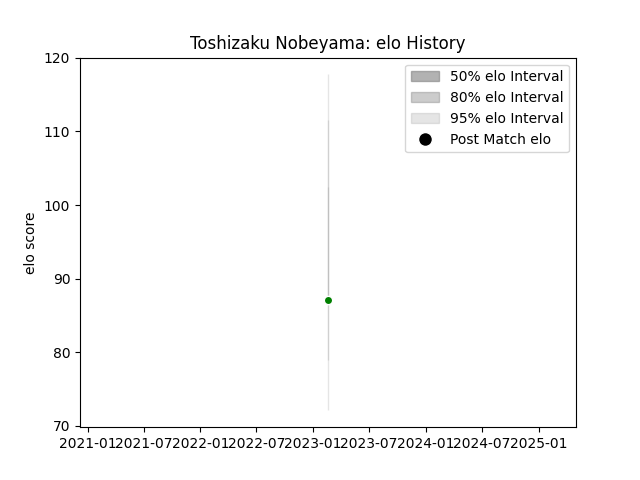 Toshizaku Nobeyama: elo History
120
110
100
90
80
70
elo score
50% elo Interval
80% elo Interval
95% elo Interval
Post Match elo
2021-01 2021-07 2022-01 2022-07 2023-01 2023-07 2024-01 2024-07 2025-01